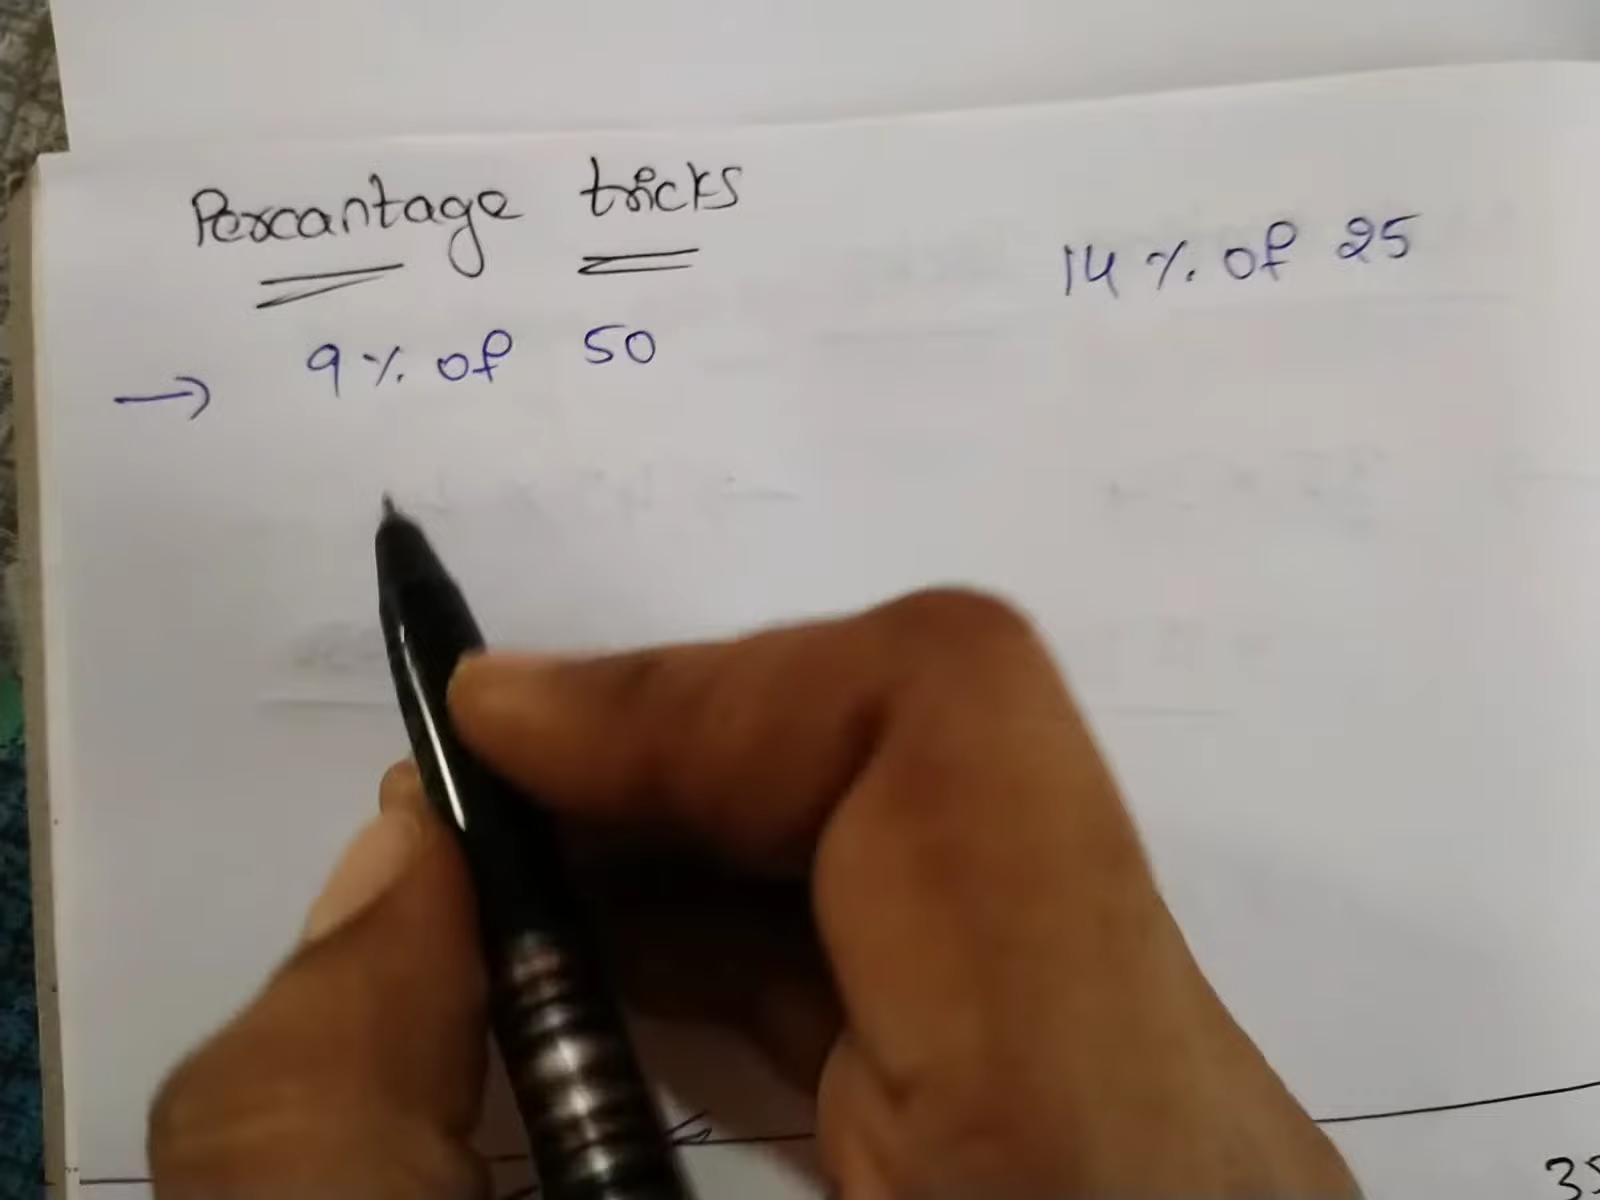 Percantage tricks
14 % of 25
→ 9% of 50